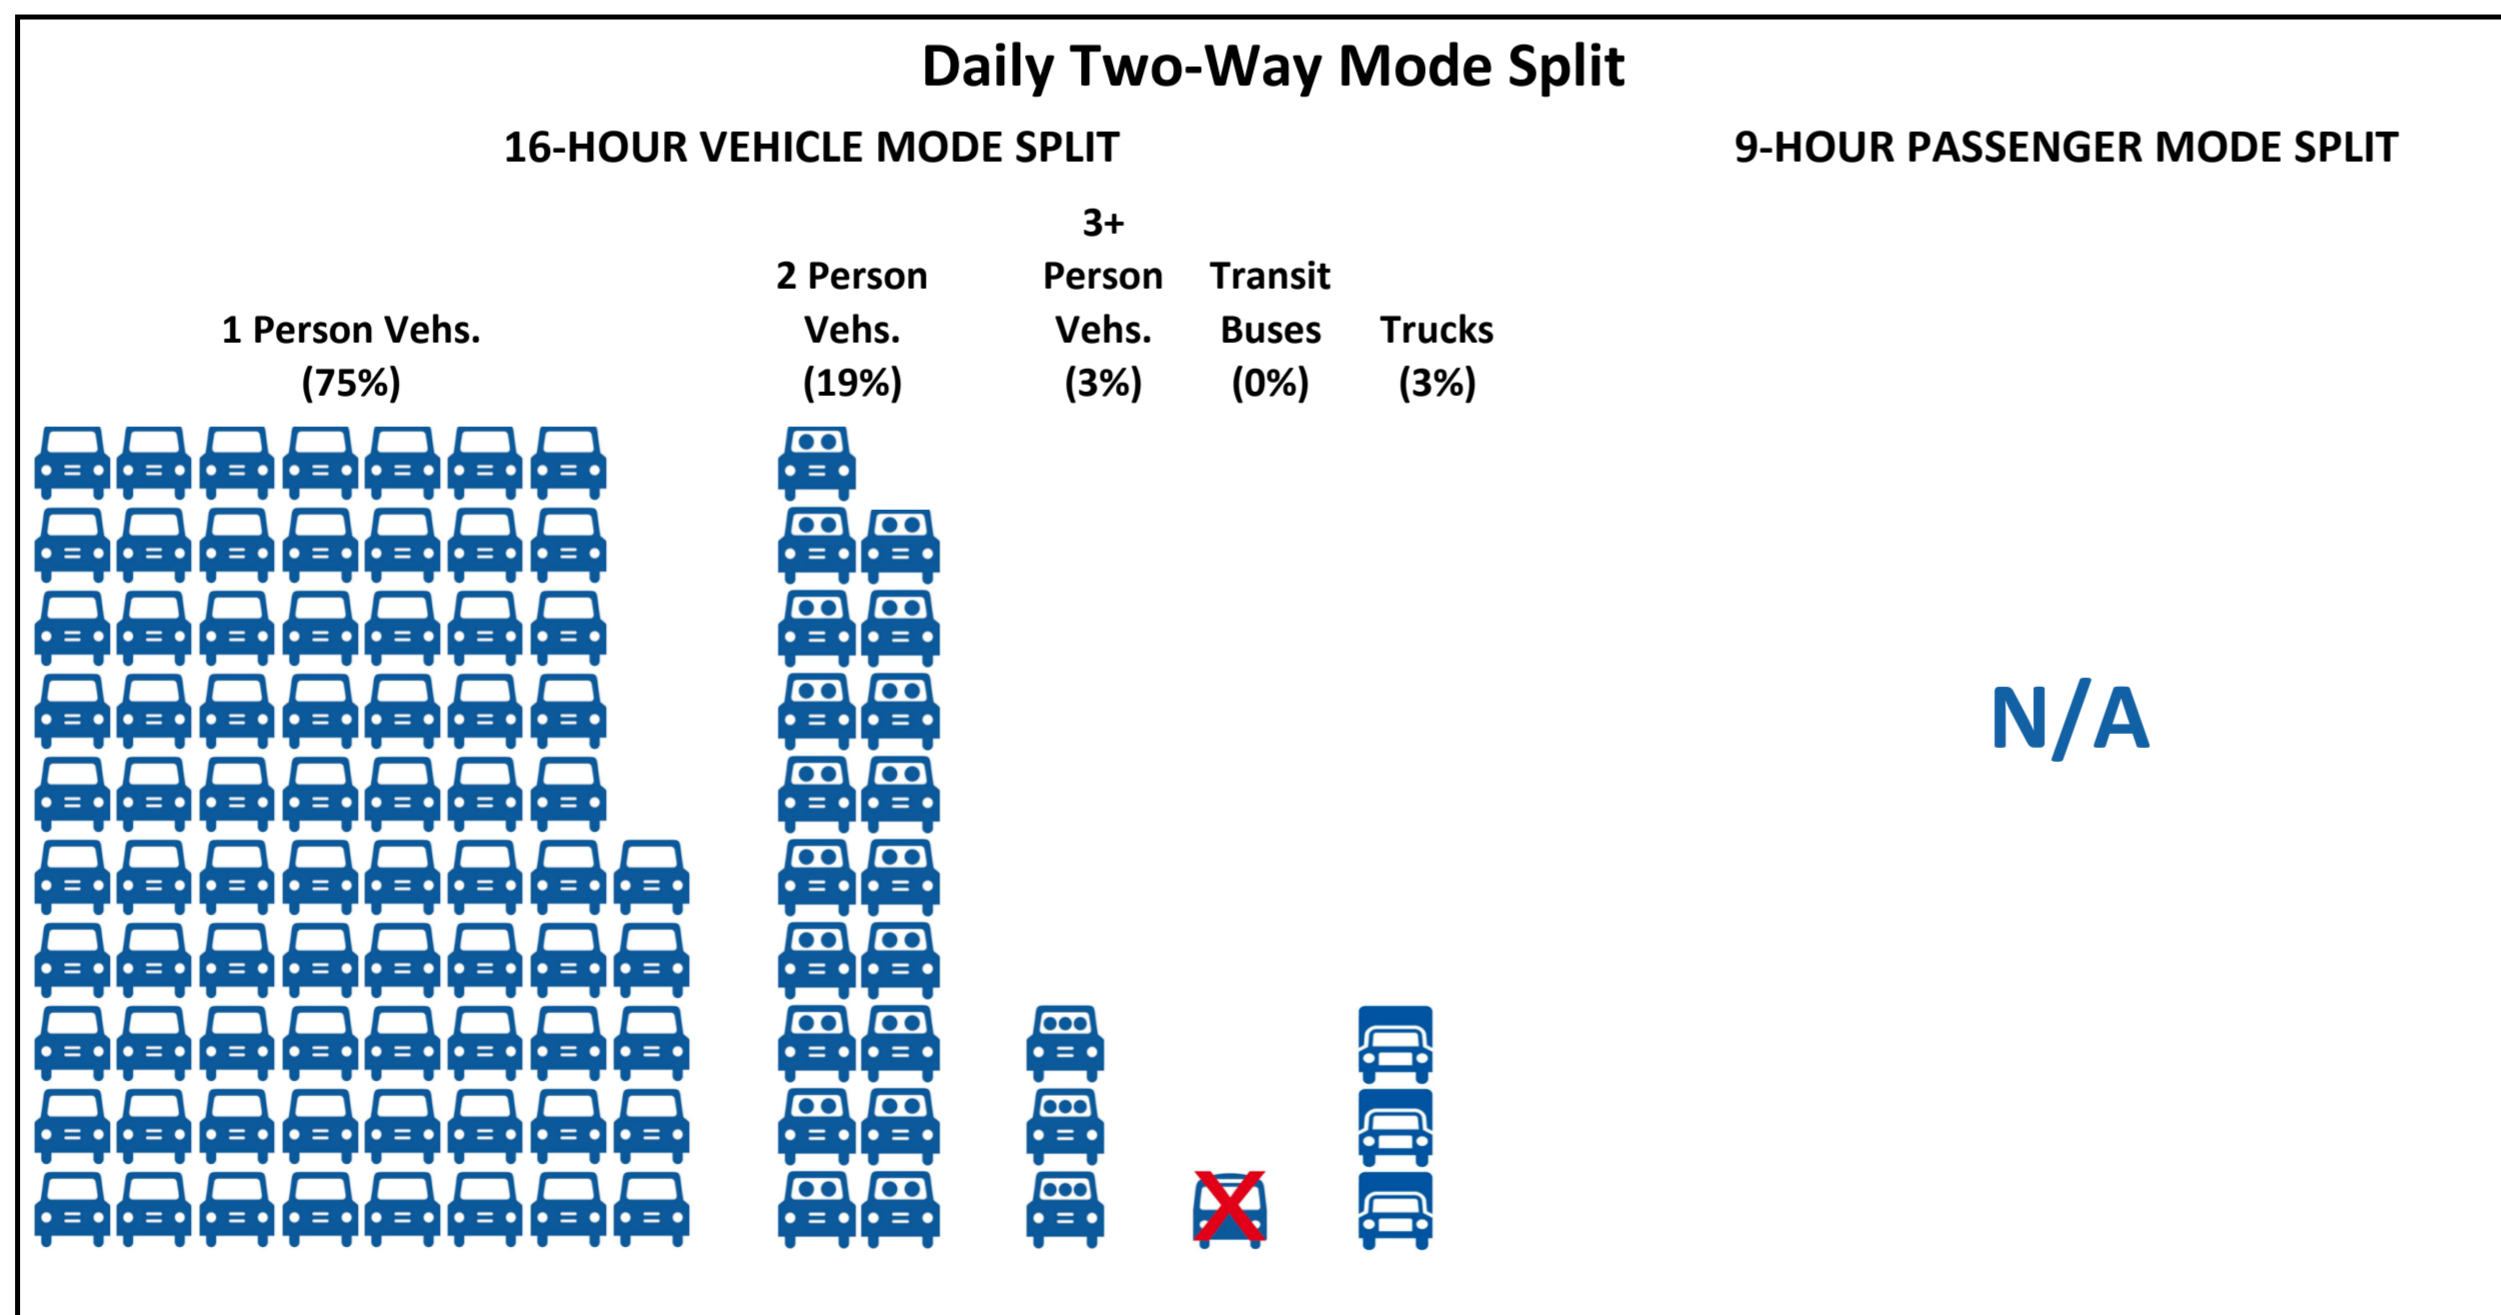 Daily Two-Way Mode Split
16-HOUR VEHICLE MODE SPLIT
9-HOUR PASSENGER MODE SPLIT
1 Person Vehs.
(75%)
2 Person
Vehs.
(19%)
3+
Person
Vehs.
(3%)
Transit
Buses
(0%)
Trucks
(3%)
N/A